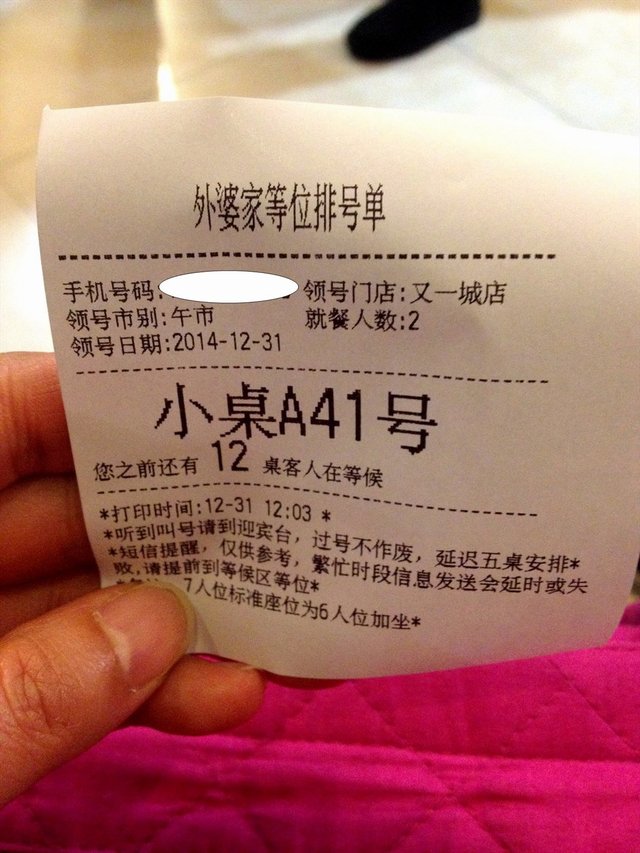 外婆家等位排号单
手机号码: 领号门店:又一城店
领号市别:午市 就餐人数:2
领号日期:2014-12-31
小桌A41号
您之前还有 12 桌客人在等候
*打印时间:12-31 12:03 *
*听到叫号请到迎宾台，过号不作废，延迟五桌安排*
*短信提醒，仅供参考，繁忙时段信息发送会延时或失
败,请提前到等候区等位*
7人位标准座位为6人位加坐*